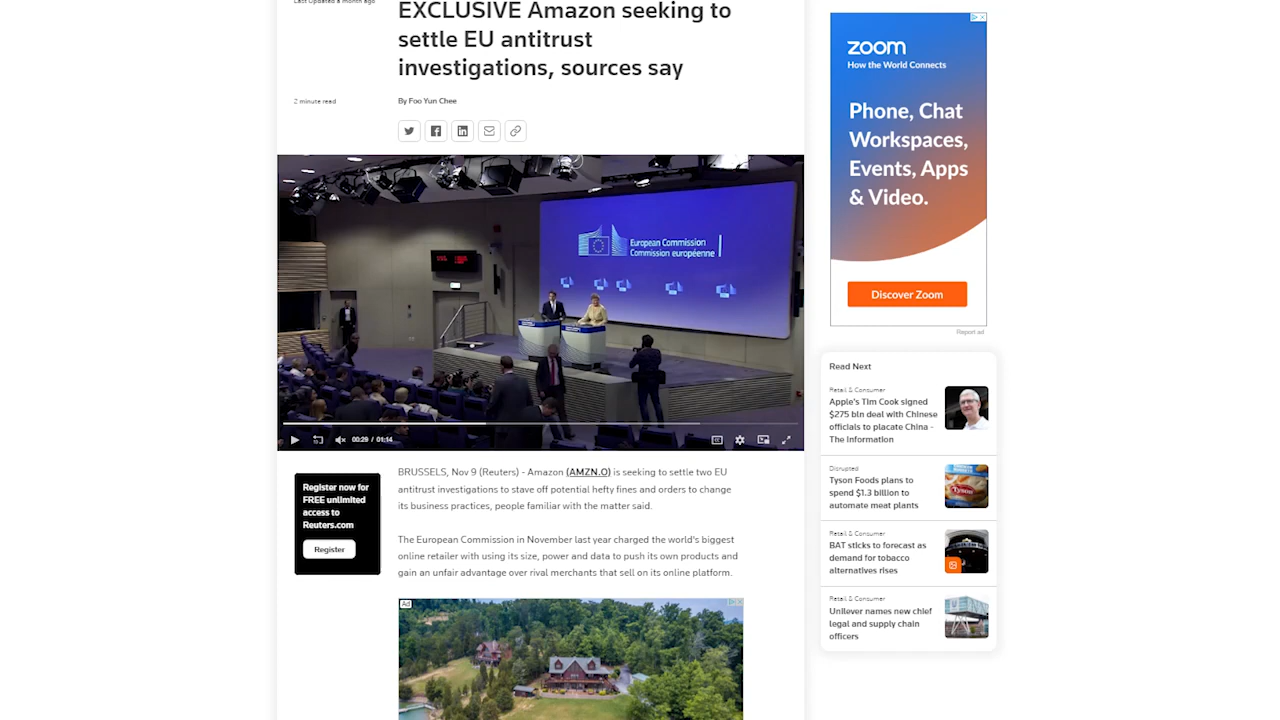 Last Updated a month ago
EXCLUSIVE Amazon seeking to
settle EU antitrust
investigations, sources say
2 minute read
By Foo Yun Chee
European Commission
Commission européenne
00:29 / 01:14
Register now for
FREE unlimited
access to
Reuters.com
Register
BRUSSELS, Nov 9 (Reuters) - Amazon (AMZN.O) is seeking to settle two EU
antitrust investigations to stave off potential hefty fines and orders to change
its business practices, people familiar with the matter said.
The European Commission in November last year charged the world's biggest
online retailer with using its size, power and data to push its own products and
gain an unfair advantage over rival merchants that sell on its online platform.
Ad
zoom
How the World Connects
Phone, Chat
Workspaces,
Events, Apps
& Video.
Discover Zoom
Report ad
Read Next
Retail & Consumer
Apple's Tim Cook signed
$275 bln deal with Chinese
officials to placate China -
The Information
Disrupted
Tyson Foods plans to
spend $1.3 billion to
automate meat plants
Tyson
Retail & Consumer
BAT sticks to forecast as
demand for tobacco
alternatives rises
Retail & Consumer
Unilever names new chief
legal and supply chain
officers